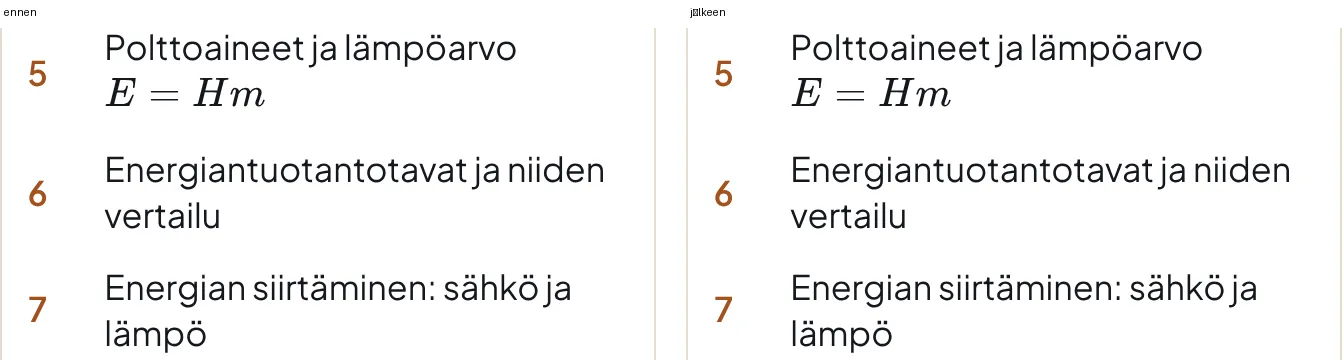 ennen
5 Polttoaineet ja lämpöarvo
E = Hm
6 Energiantuotantotavat ja niiden
vertailu
7 Energian siirtäminen: sähkö ja
lämpö
j▯lkeen
5 Polttoaineet ja lämpöarvo
E = Hm
6 Energiantuotantotavat ja niiden
vertailu
7 Energian siirtäminen: sähkö ja
lämpö